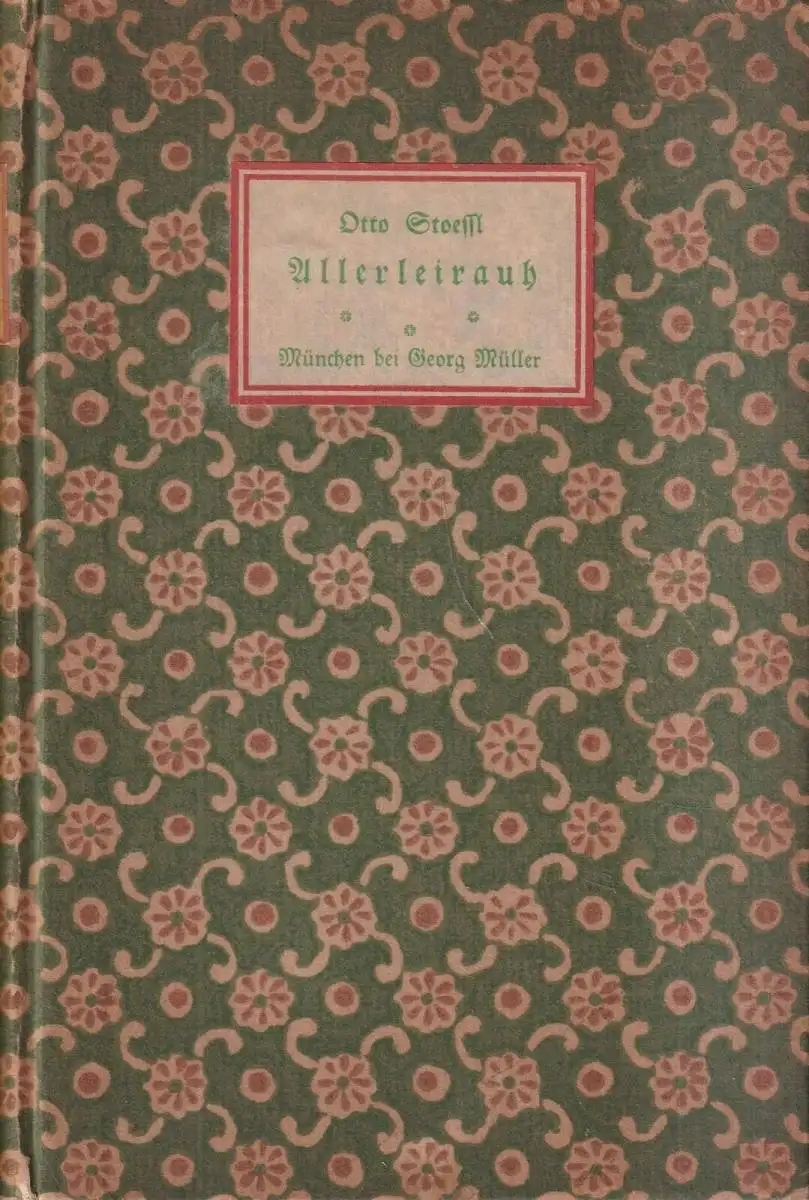 Otto Stoessl
Allerleirauh
München bei Georg Müller